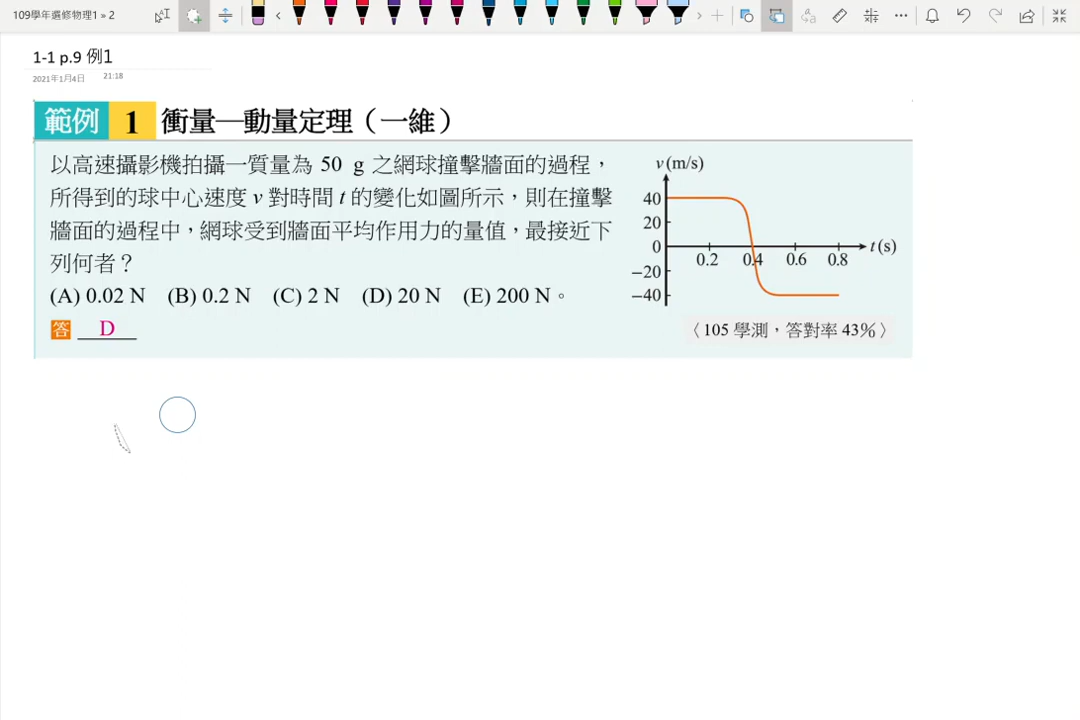 109學年選修物理1 » 2
1-1 p.9 例1
2021年1月4日 21:18
範例 1 衝量—動量定理（一維）
以高速攝影機拍攝一質量為 50 g 之網球撞擊牆面的過程，
所得到的球中心速度 v 對時間 t 的變化如圖所示，則在撞擊
牆面的過程中，網球受到牆面平均作用力的量值，最接近下
列何者？
(A) 0.02 N (B) 0.2 N (C) 2 N (D) 20 N (E) 200 N。
答 D
v (m/s)
40
20
0
−20
−40
0.2 0.4 0.6 0.8
t (s)
〈105 學測，答對率 43%〉